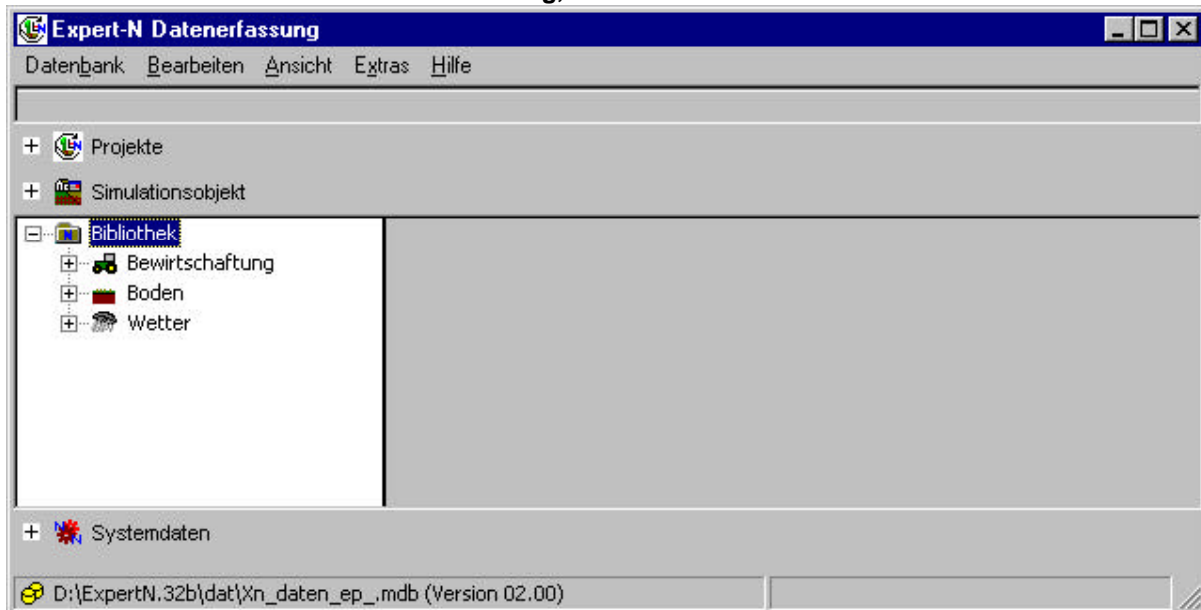 Expert-N Datenerfassung
Datenbank Bearbeiten Ansicht Extras Hilfe
Projekte
Simulationsobjekt
Bibliothek
Bewirtschaftung
Boden
Wetter
Systemdaten
D:\ExpertN.32b\dat\Xn_daten_ep_.mdb (Version 02.00)